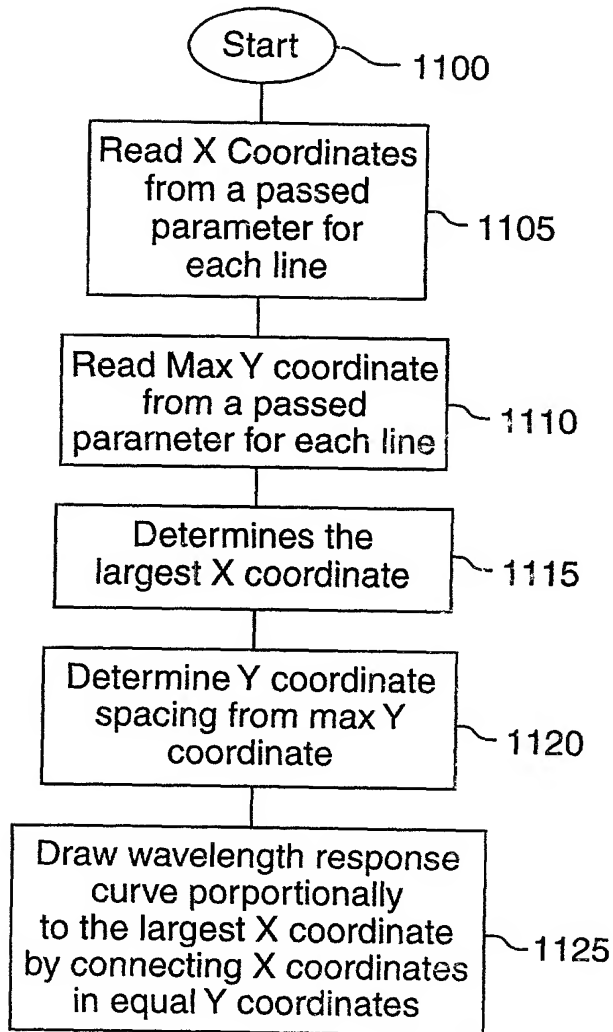 Start
1100
Read X Coordinates
from a passed
parameter for
each line
1105
Read Max Y coordinate
from a passed
parameter for each line
1110
Determines the
largest X coordinate
1115
Determine Y coordinate
spacing from max Y
coordinate
1120
Draw wavelength response
curve porportionally
to the largest X coordinate
by connecting X coordinates
in equal Y coordinates
1125